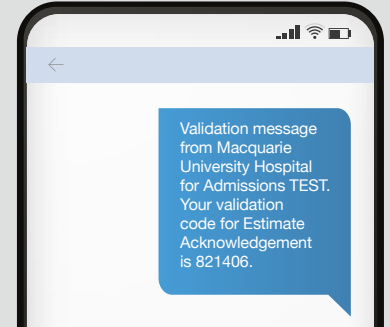 Validation message
from Macquarie
University Hospital
for Admissions TEST.
Your validation
code for Estimate
Acknowledgement
is 821406.